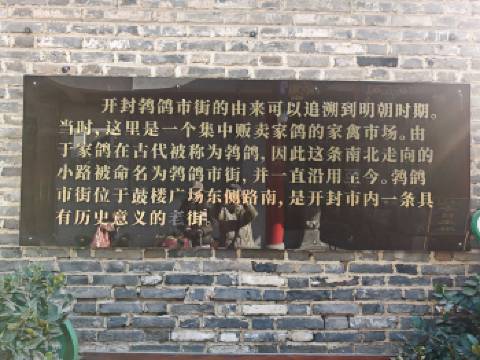 开封鹁鸽市街的由来可以追溯到明朝时期。
当时,这里是一个集中贩卖家鸽的家禽市场。由
于家鸽在古代被称为鹁鸽,因此这条南北走向的
小路被命名为鹁鸽市街,并一直沿用至今。鹁鸽
市街位于鼓楼广场东侧路南,是开封市内一条具
有历史意义的老街。